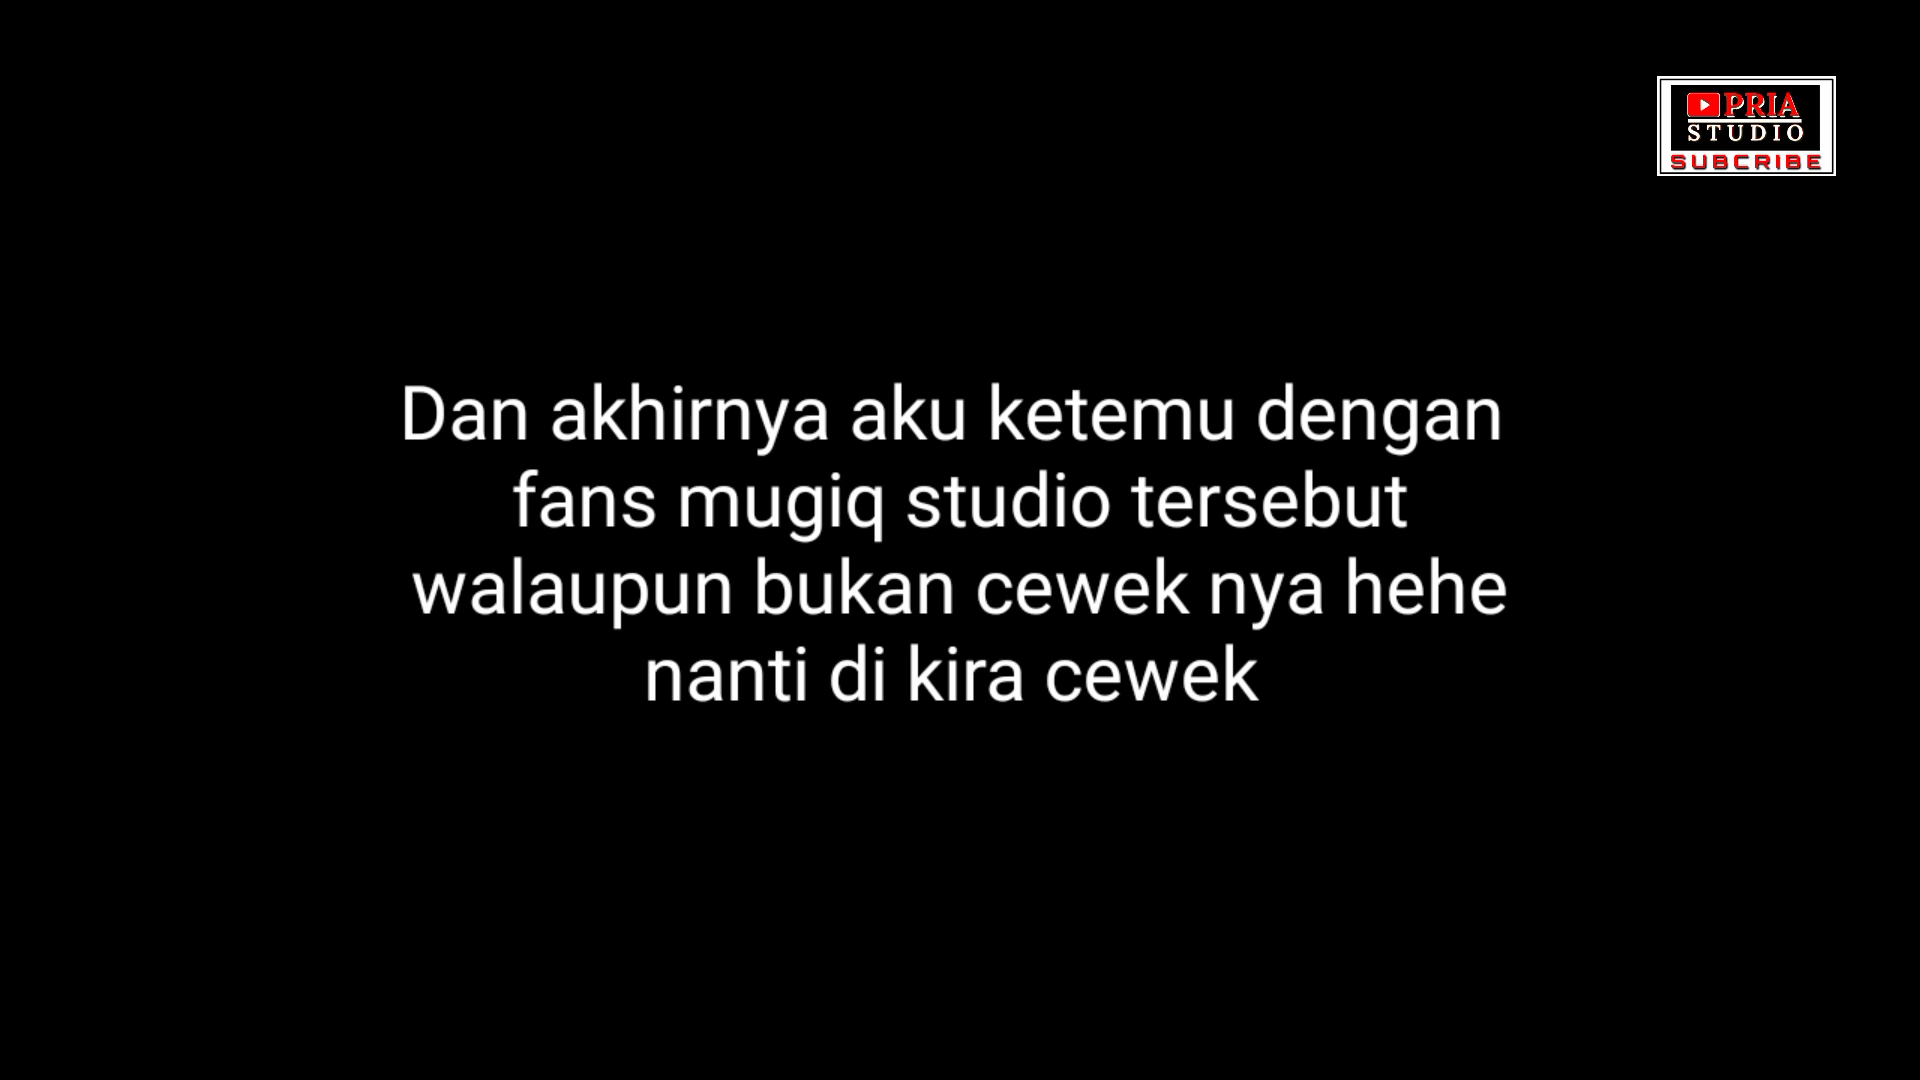 PRIA
STUDIO
SUBCRIBE
Dan akhirnya aku ketemu dengan
fans mugiq studio tersebut
walaupun bukan cewek nya hehe
nanti di kira cewek